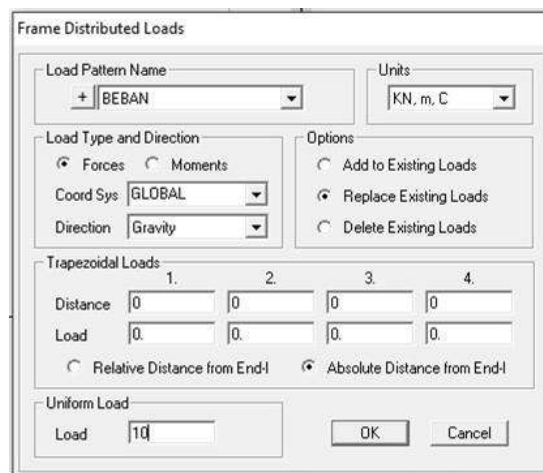 Frame Distributed Loads
Load Pattern Name
+ BEBAN
Units
KN, m, C
Load Type and Direction
Forces Moments
Coord Sys GLOBAL
Direction Gravity
Options
Add to Existing Loads
Replace Existing Loads
Delete Existing Loads
Trapezoidal Loads
1. 2. 3. 4.
Distance 0 0 0 0
Load 0. 0. 0. 0.
Relative Distance from End-I Absolute Distance from End-I
Uniform Load
Load 10
OK Cancel